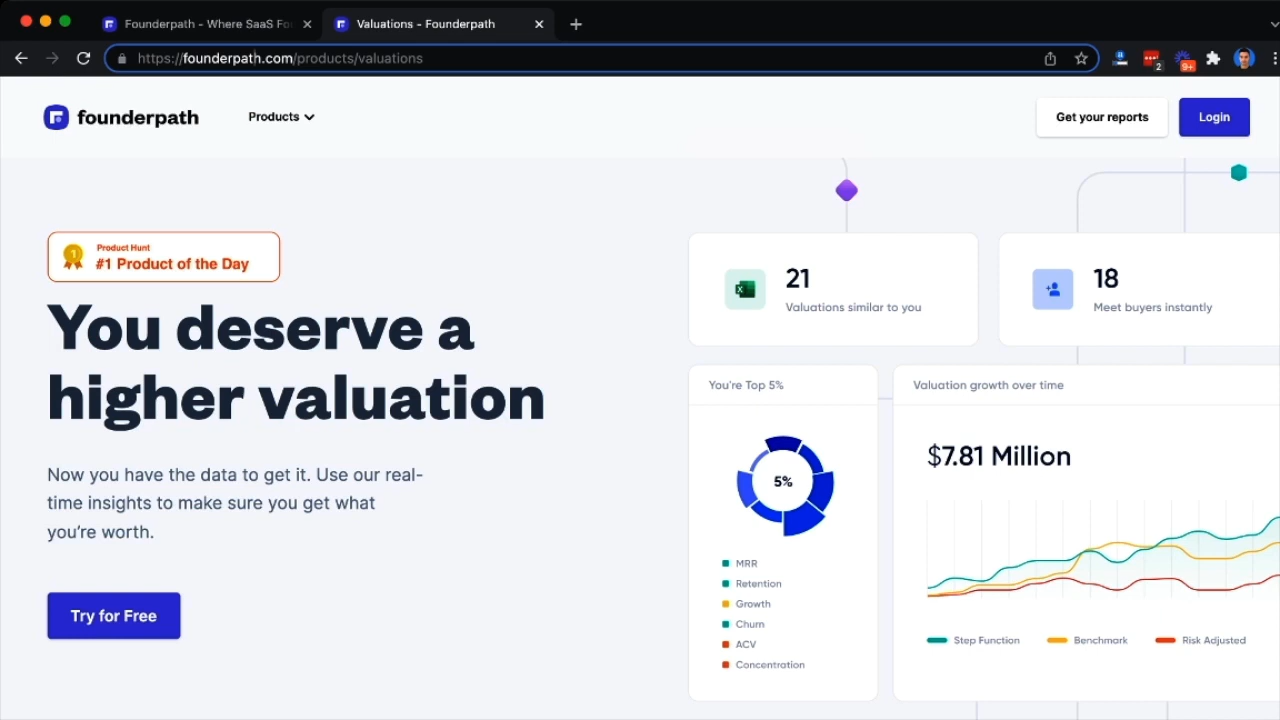 Founderpath - Where SaaS Fo
Valuations - Founderpath
https://founderpath.com/products/valuations
2
9+
founderpath
Products
Get your reports
Login
1
Product Hunt
#1 Product of the Day
You deserve a
higher valuation
Now you have the data to get it. Use our real-
time insights to make sure you get what
you're worth.
Try for Free
21
Valuations similar to you
18
Meet buyers instantly
You're Top 5%
5%
MRR
Retention
Growth
Churn
ACV
Concentration
Valuation growth over time
$7.81 Million
Step Function
Benchmark
Risk Adjusted